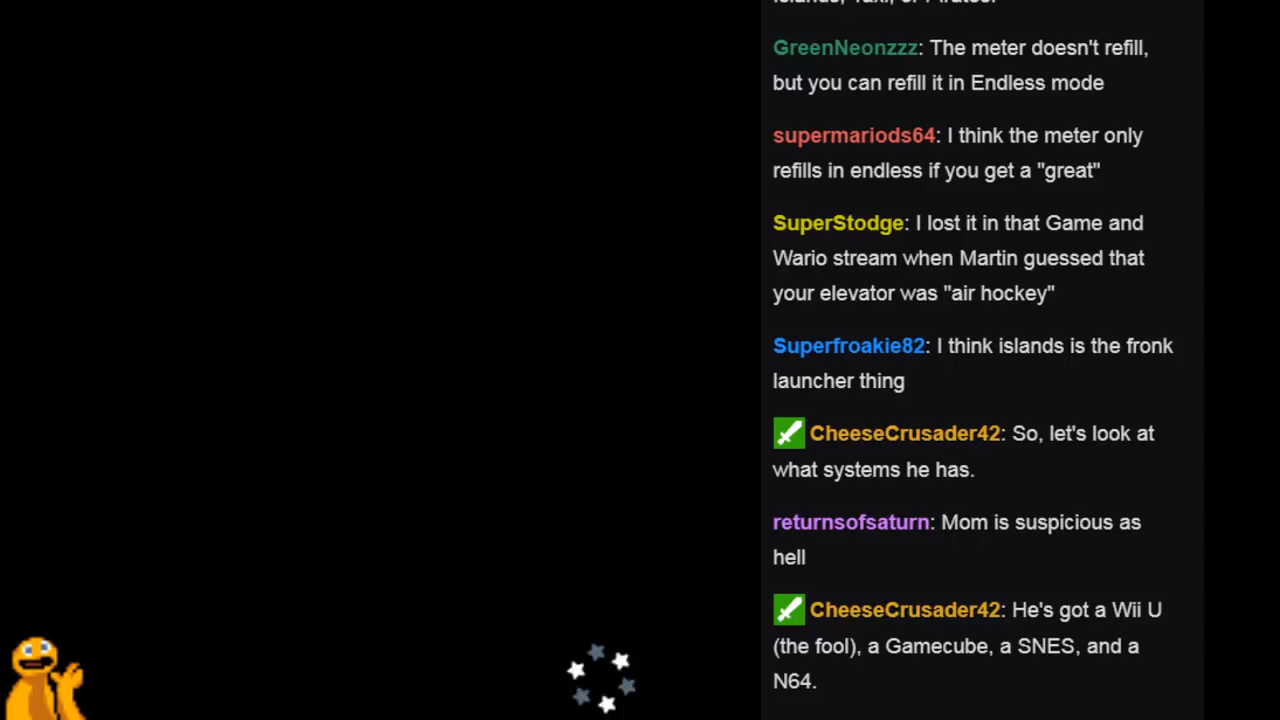 GreenNeonzzz: The meter doesn't refill,
but you can refill it in Endless mode
supermariods64: I think the meter only
refills in endless if you get a "great"
SuperStodge: I lost it in that Game and
Wario stream when Martin guessed that
your elevator was "air hockey"
Superfroakie82: I think islands is the fronk
launcher thing
CheeseCrusader42: So, let's look at
what systems he has.
returnsofsaturn: Mom is suspicious as
hell
CheeseCrusader42: He's got a Wii U
(the fool), a Gamecube, a SNES, and a
N64.